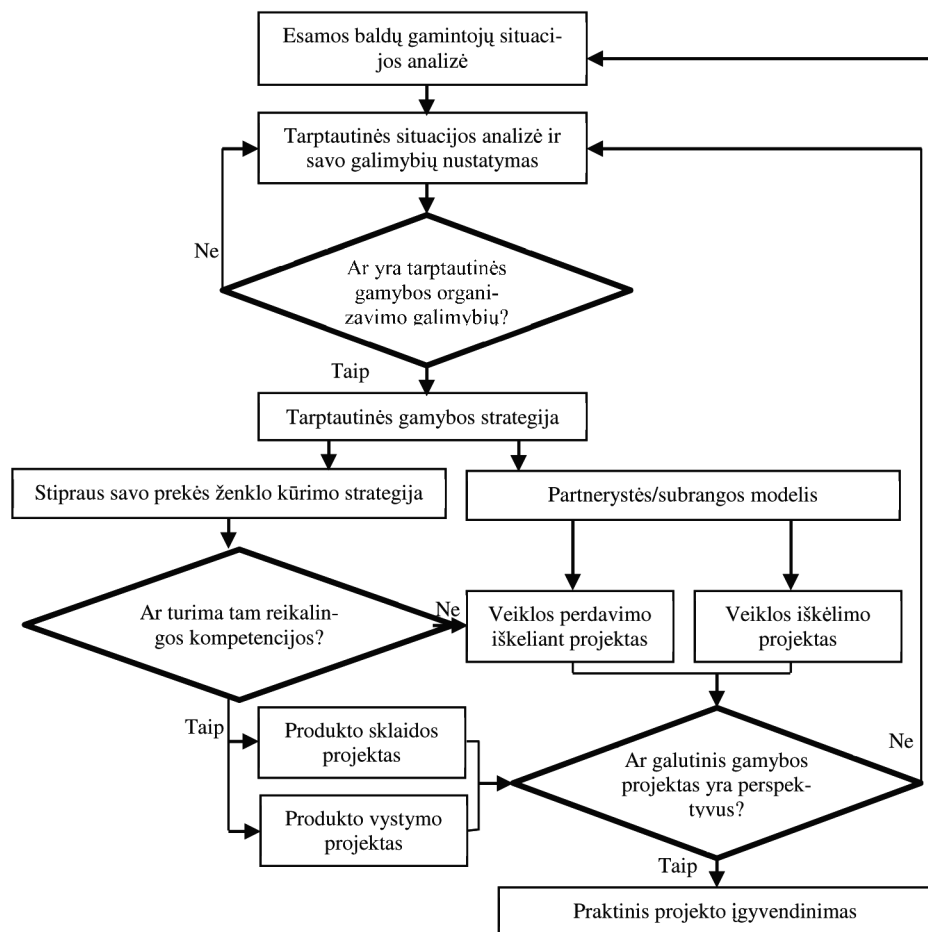 Esamos baldų gamintojų situaci-
jos analizė
Tarptautinės situacijos analizė ir
savo galimybių nustatymas
Ne
Ar yra tarptautinės
gamybos organi-
zavimo galimybių?
Taip
Tarptautinės gamybos strategija
Stipraus savo prekės ženklo kūrimo strategija
Partnerystės/subrangos modelis
Ar turima tam reikalin-
gos kompetencijos?
Ne
Veiklos perdavimo
iškeliant projektas
Veiklos iškėlimo
projektas
Taip
Produkto sklaidos
projektas
Produkto vystymo
projektas
Ar galutinis gamybos
projektas yra perspek-
tyvus?
Ne
Taip
Praktinis projekto įgyvendinimas